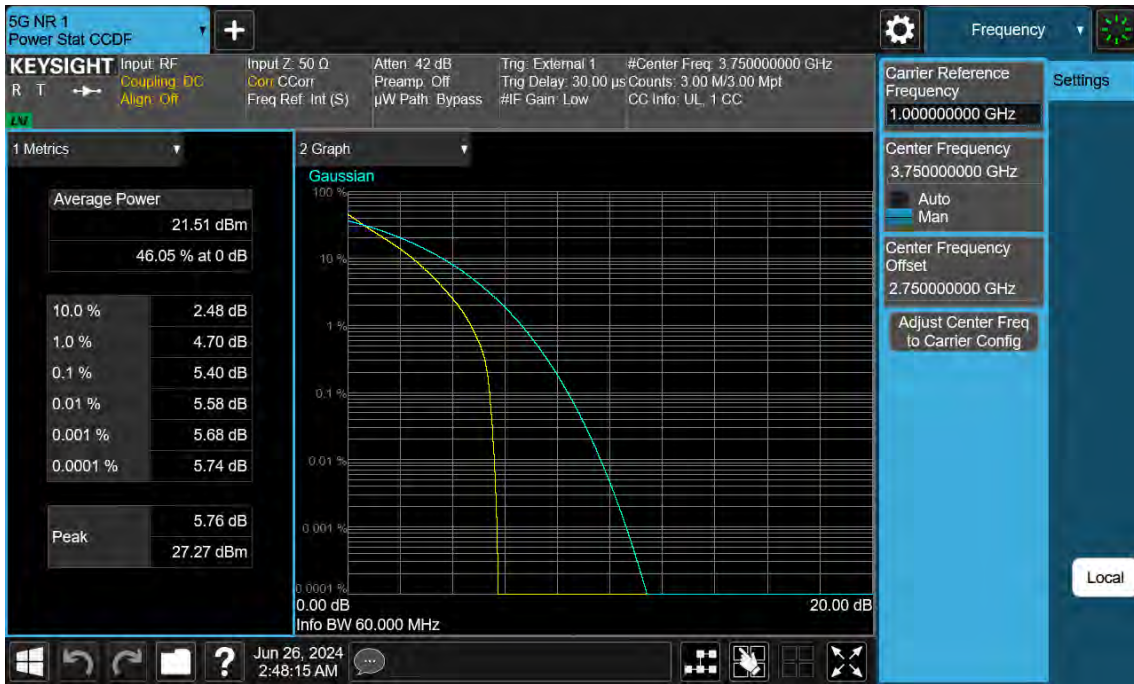 5G NR 1
Power Stat CCDF
+
Frequency
KEYSIGHT
R T
Input: RF
Coupling: DC
Align: Off
Input Z: 50 Ω
Corr CCorr
Freq Ref: Int (S)
Atten: 42 dB
Preamp: Off
µW Path: Bypass
Trig: External 1
Trig Delay: 30.00 µs
#IF Gain: Low
#Center Freq: 3.750000000 GHz
Counts: 3.00 M/3.00 Mpt
CC Info: UL, 1 CC
1 Metrics
Average Power
21.51 dBm
46.05 % at 0 dB
10.0 % 2.48 dB
1.0 % 4.70 dB
0.1 % 5.40 dB
0.01 % 5.58 dB
0.001 % 5.68 dB
0.0001 % 5.74 dB
Peak
5.76 dB
27.27 dBm
2 Graph
Gaussian
100 %
10 %
1 %
0.1 %
0.01 %
0.001 %
0.0001 %
0.00 dB 20.00 dB
Info BW 60.000 MHz
Carrier Reference
Frequency
1.000000000 GHz
Center Frequency
3.750000000 GHz
Auto
Man
Center Frequency
Offset
2.750000000 GHz
Adjust Center Freq
to Carrier Config
Settings
Local
?
Jun 26, 2024
2:48:15 AM